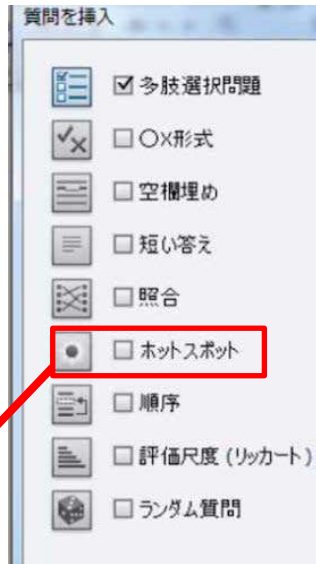 質問を挿入
多肢選択問題
○×形式
空欄埋め
短い答え
照合
ホットスポット
順序
評価尺度 (リッカート)
ランダム質問